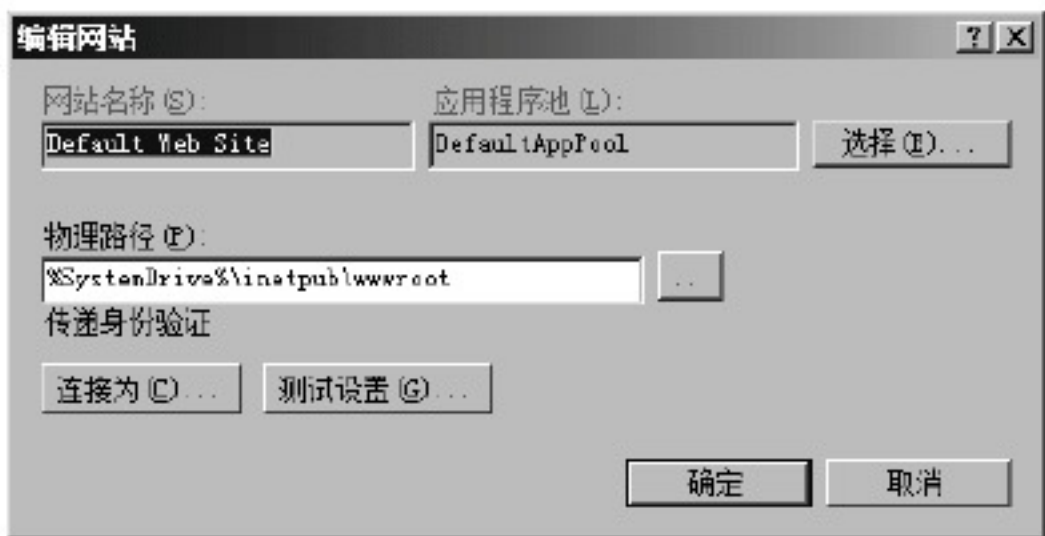 编辑网站
网站名称(S): 应用程序池(L):
Default Web Site DefaultAppPool 选择(E)...
物理路径(P):
%SystemDrive%\inetpub\wwwroot ..
传递身份验证
连接为(C)... 测试设置(G)...
确定 取消